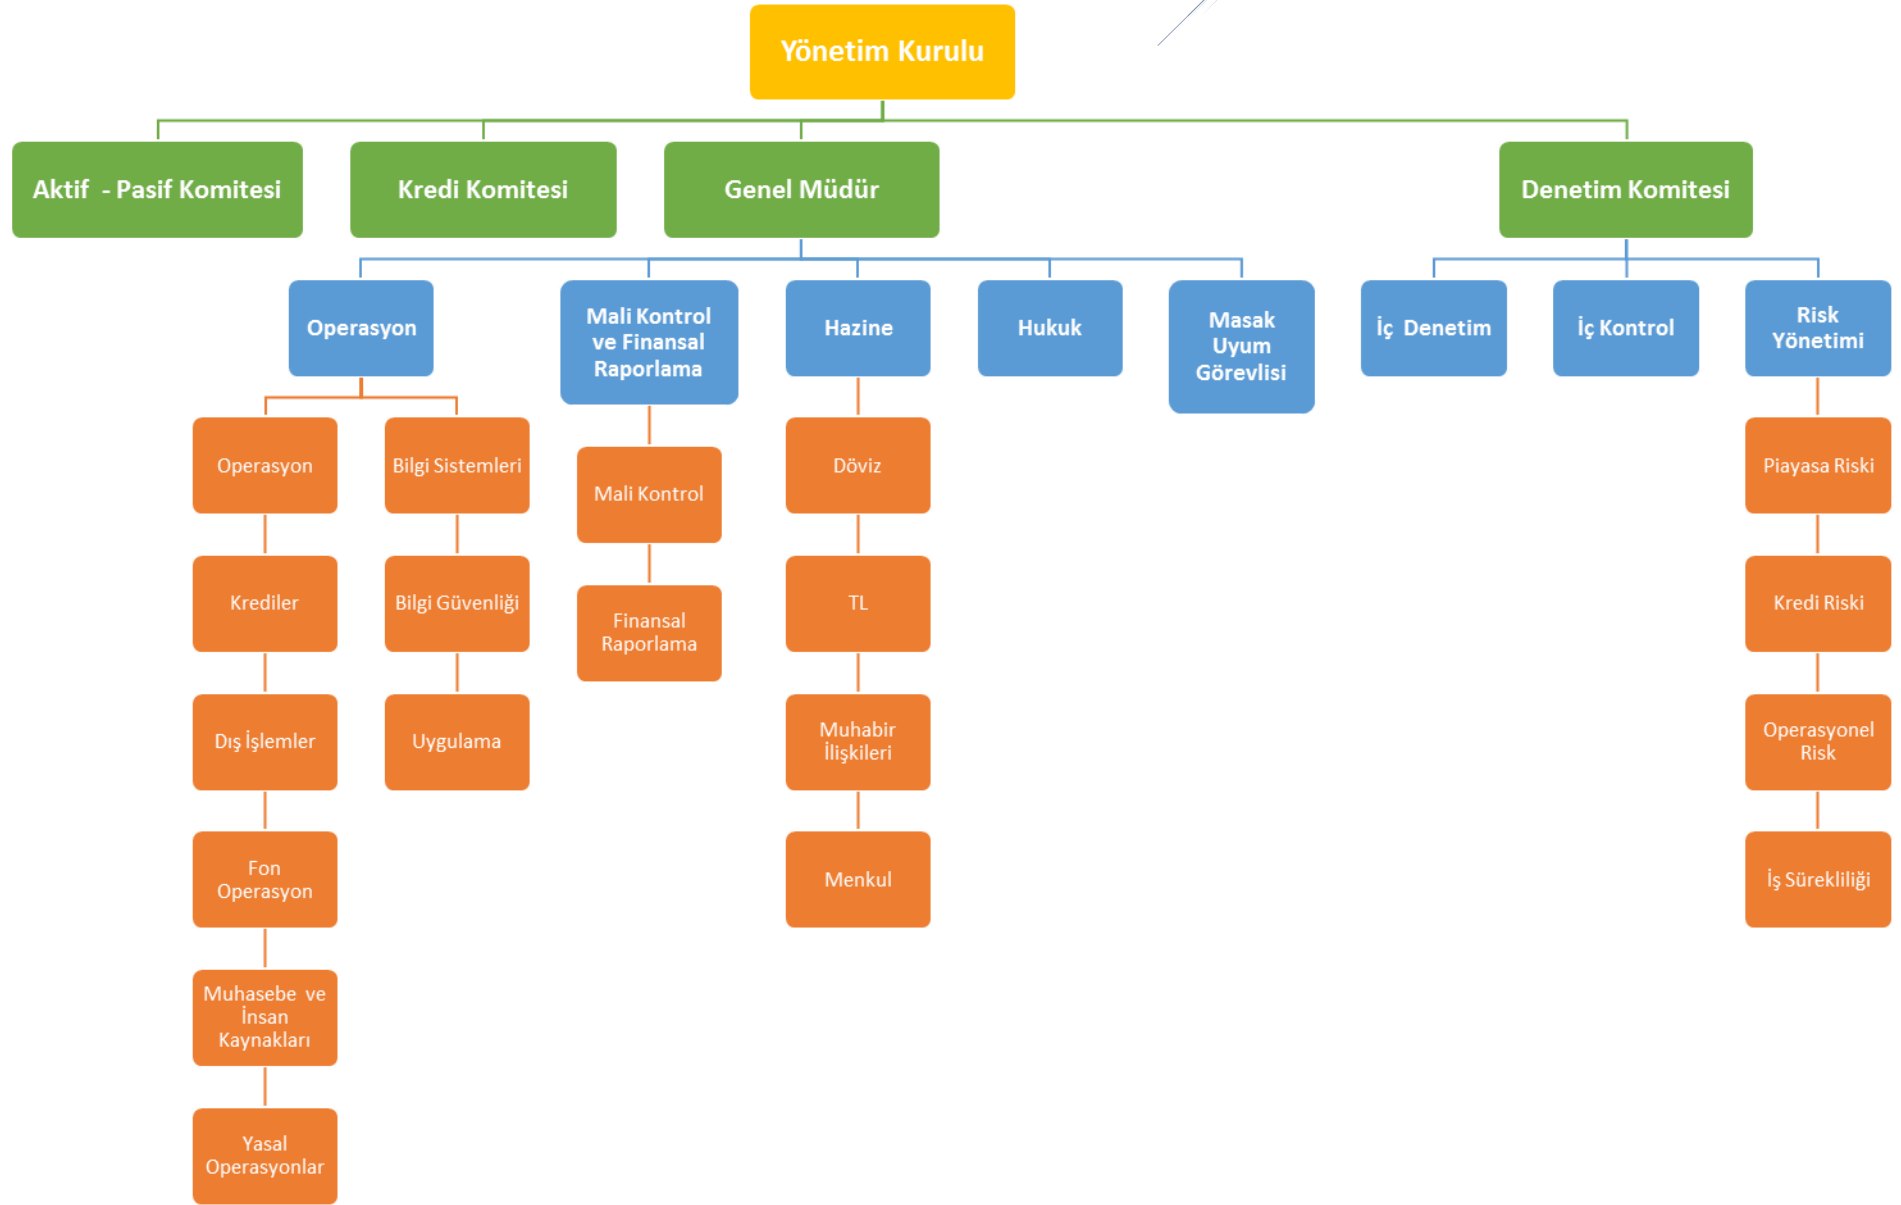 Yönetim Kurulu
Aktif - Pasif Komitesi
Kredi Komitesi
Genel Müdür
Denetim Komitesi
Operasyon
Mali Kontrol
ve Finansal
Raporlama
Hazine
Hukuk
Masak
Uyum
Görevlisi
İç Denetim
İç Kontrol
Risk
Yönetimi
Operasyon
Krediler
Dış İşlemler
Fon
Operasyon
Muhasebe ve
İnsan
Kaynakları
Yasal
Operasyonlar
Bilgi Sistemleri
Bilgi Güvenliği
Uygulama
Mali Kontrol
Finansal
Raporlama
Döviz
TL
Muhabir
İlişkileri
Menkul
Piayasa Riski
Kredi Riski
Operasyonel
Risk
İş Sürekliliği